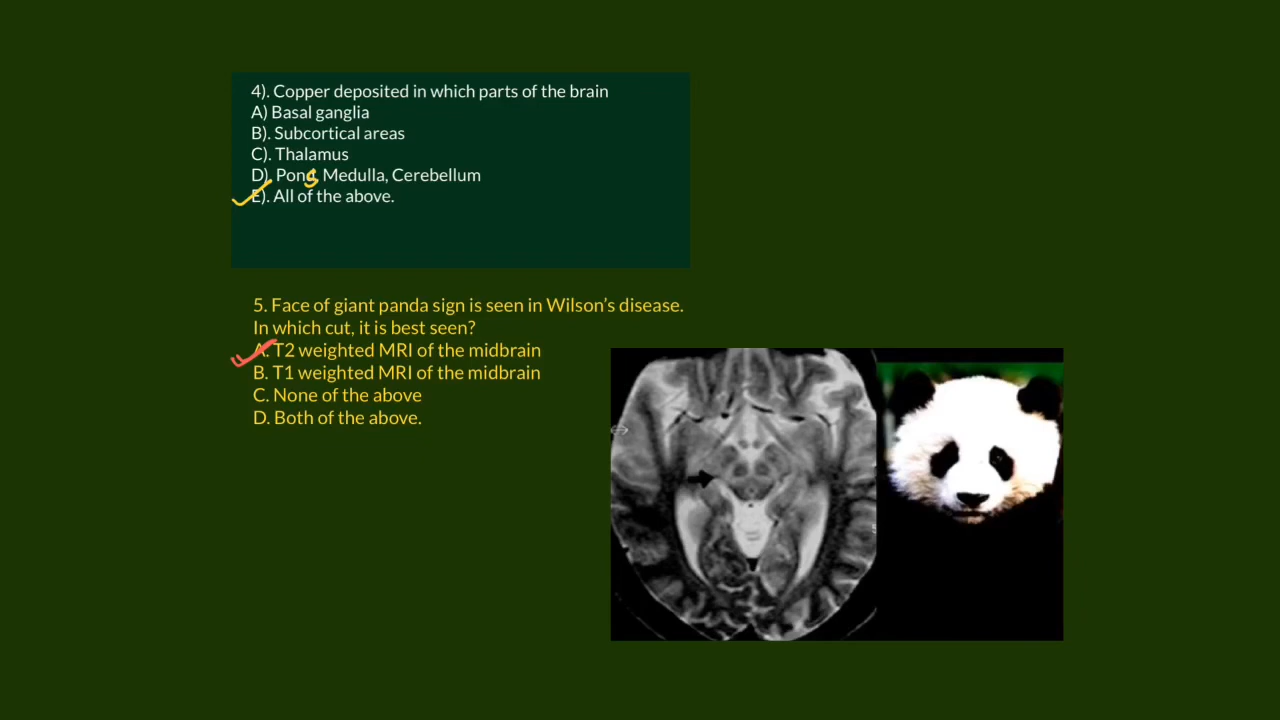 4). Copper deposited in which parts of the brain
A) Basal ganglia
B). Subcortical areas
C). Thalamus
D). Pons, Medulla, Cerebellum
E). All of the above.
5. Face of giant panda sign is seen in Wilson's disease.
In which cut, it is best seen?
A. T2 weighted MRI of the midbrain
B. T1 weighted MRI of the midbrain
C. None of the above
D. Both of the above.